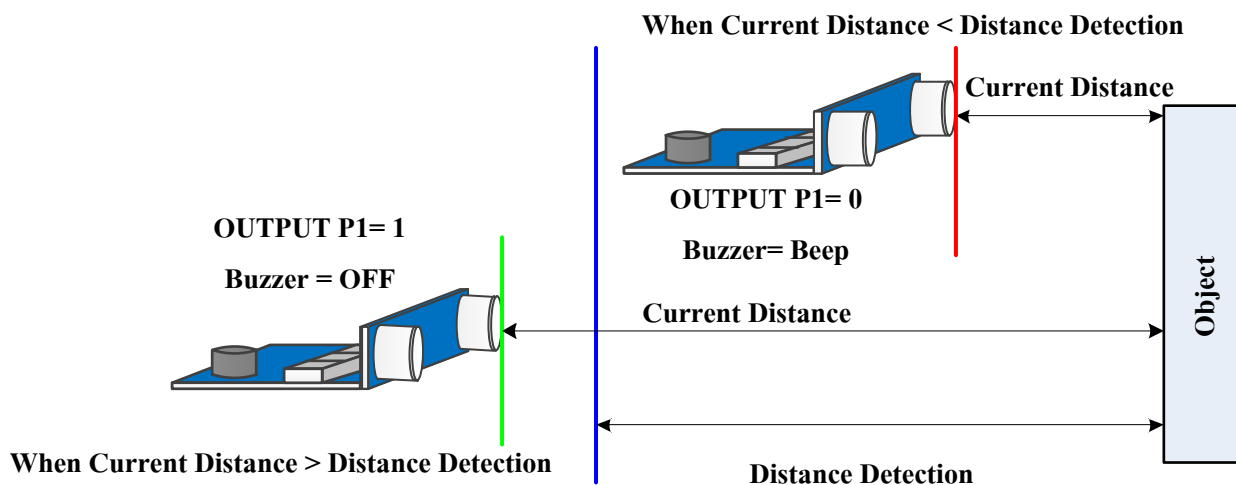 When Current Distance < Distance Detection
Current Distance
OUTPUT P1= 0
Buzzer= Beep
OUTPUT P1= 1
Buzzer = OFF
Current Distance
Object
When Current Distance > Distance Detection
Distance Detection